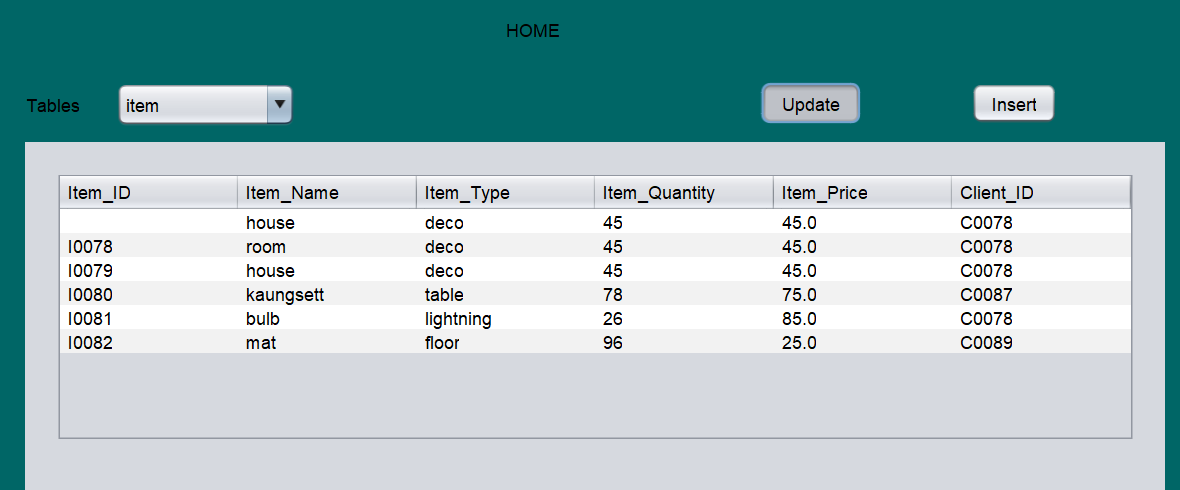 HOME
Tables item Update Insert
Item_ID Item_Name Item_Type Item_Quantity Item_Price Client_ID
house deco 45 45.0 C0078
I0078 room deco 45 45.0 C0078
I0079 house deco 45 45.0 C0078
I0080 kaungsett table 78 75.0 C0087
I0081 bulb lightning 26 85.0 C0078
I0082 mat floor 96 25.0 C0089